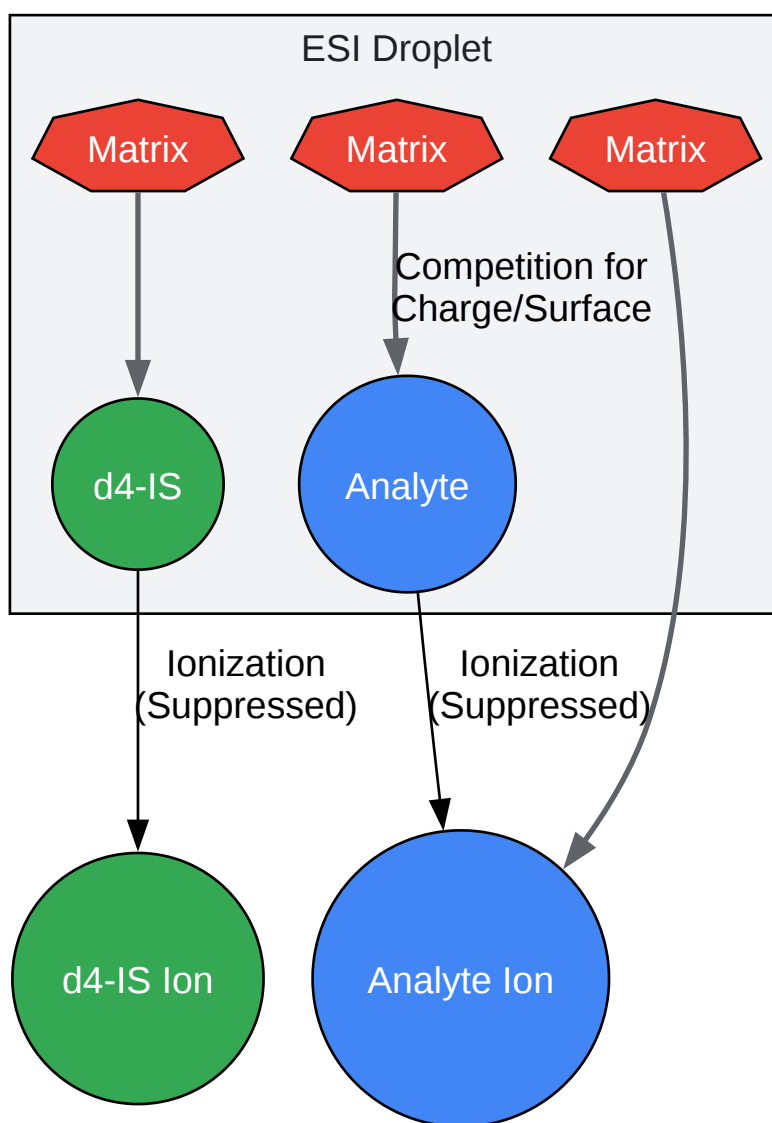 ESI Droplet
Matrix
Matrix
Matrix
Competition for
Charge/Surface
d4-IS
Analyte
Ionization
(Suppressed)
Ionization
(Suppressed)
d4-IS Ion
Analyte Ion